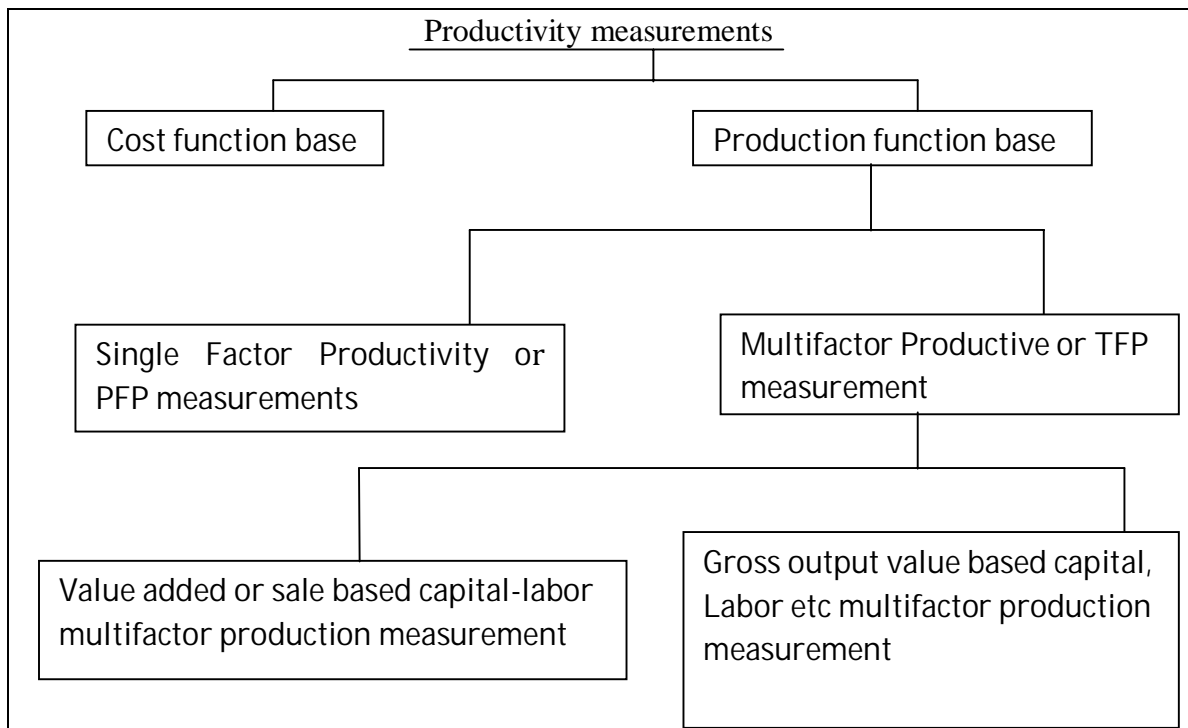 Productivity measurements
Cost function base
Production function base
Single Factor Productivity or
PFP measurements
Multifactor Productive or TFP
measurement
Value added or sale based capital-labor
multifactor production measurement
Gross output value based capital,
Labor etc multifactor production
measurement